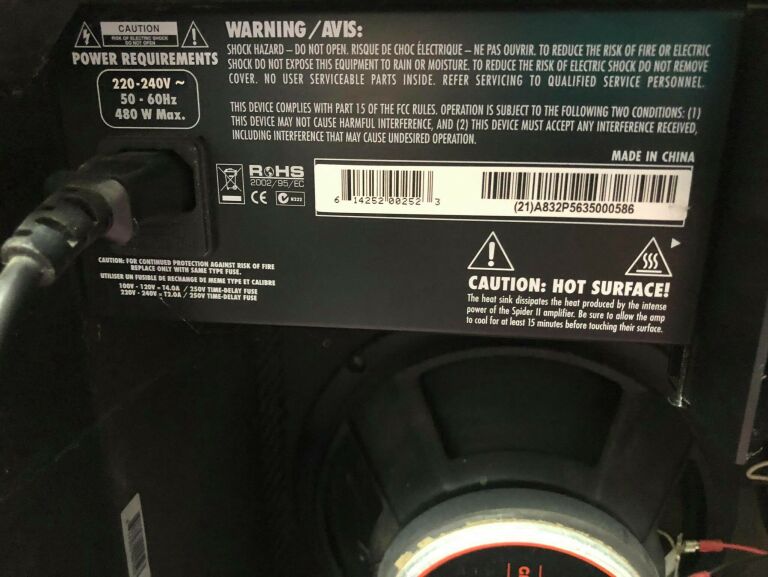 CAUTION
RISK OF ELECTRIC SHOCK
DO NOT OPEN
POWER REQUIREMENTS
220-240V ~
50 - 60Hz
480 W Max.
WARNING/AVIS:
SHOCK HAZARD – DO NOT OPEN. RISQUE DE CHOC ÉLECTRIQUE – NE PAS OUVRIR. TO REDUCE THE RISK OF FIRE OR ELECTRIC
SHOCK DO NOT EXPOSE THIS EQUIPMENT TO RAIN OR MOISTURE. TO REDUCE THE RISK OF ELECTRIC SHOCK DO NOT REMOVE
COVER. NO USER SERVICEABLE PARTS INSIDE. REFER SERVICING TO QUALIFIED SERVICE PERSONNEL.
THIS DEVICE COMPLIES WITH PART 15 OF THE FCC RULES. OPERATION IS SUBJECT TO THE FOLLOWING TWO CONDITIONS: (1)
THIS DEVICE MAY NOT CAUSE HARMFUL INTERFERENCE, AND (2) THIS DEVICE MUST ACCEPT ANY INTERFERENCE RECEIVED,
INCLUDING INTERFERENCE THAT MAY CAUSE UNDESIRED OPERATION.
MADE IN CHINA
ROHS
2002/95/EC
CE
N222
6 14252 00252 3
(21)A832P5635000586
CAUTION: FOR CONTINUED PROTECTION AGAINST RISK OF FIRE
REPLACE ONLY WITH SAME TYPE FUSE.
UTILISER UN FUSIBLE DE RECHANGE DE MEME TYPE ET CALIBRE
100V - 120V = T4.0A / 250V TIME-DELAY FUSE
220V - 240V = T2.0A / 250V TIME-DELAY FUSE
CAUTION: HOT SURFACE!
The heat sink dissipates the heat produced by the intense
power of the Spider II amplifier. Be sure to allow the amp
to cool for at least 15 minutes before touching their surface.